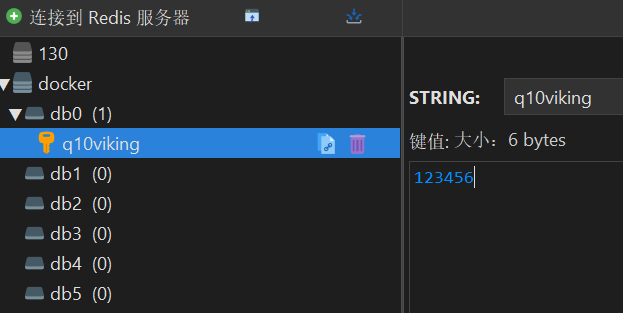 连接到 Redis 服务器
130
docker
db0 (1)
q10viking
db1 (0)
db2 (0)
db3 (0)
db4 (0)
db5 (0)
STRING: q10viking
键值: 大小：6 bytes
123456